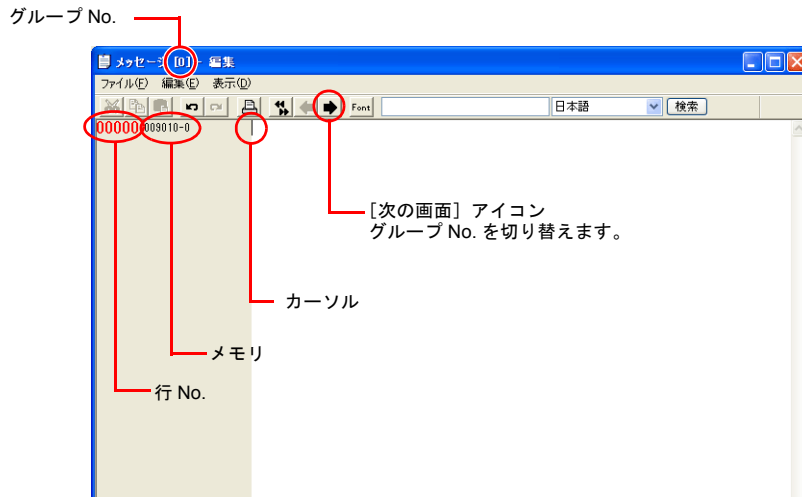 グループ No.
メッセージ [0] - 編集
ファイル(F) 編集(E) 表示(D)
Font 日本語 検索
00000 009010-0
［次の画面］アイコン
グループ No. を切り替えます。
カーソル
メモリ
行 No.